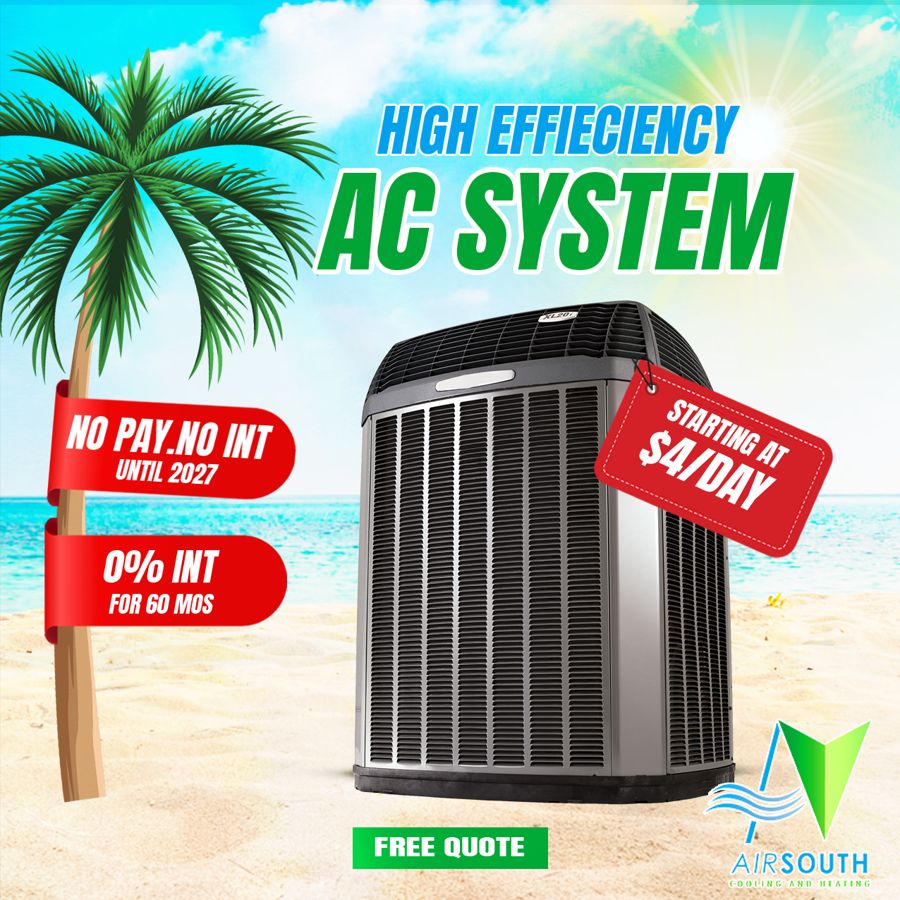 HIGH EFFIECIENCY
AC SYSTEM
XL20i
STARTING AT
$4/DAY
NO PAY.NO INT
UNTIL 2027
0% INT
FOR 60 MOS
FREE QUOTE
AIRSOUTH
COOLING AND HEATING